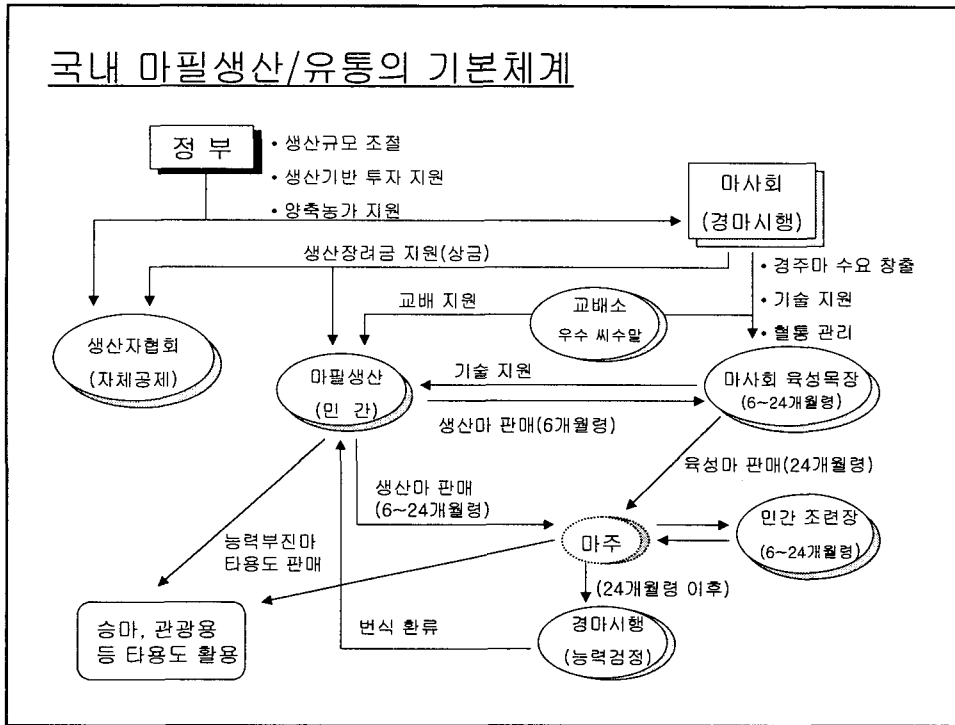 국내 마필생산/유통의 기본체계
정 부
• 생산규모 조절
• 생산기반 투자 지원
• 양축농가 지원
마사회
(경마시행)
생산장려금 지원(상금)
• 경주마 수요 창출
• 기술 지원
• 혈통 관리
교배 지원
교배소
우수 씨수말
생산자협회
(자체공제)
마필생산
(민 간)
기술 지원
생산마 판매(6개월령)
마사회 육성목장
(6~24개월령)
육성마 판매(24개월령)
생산마 판매
(6~24개월령)
마주
민간 조련장
(6~24개월령)
능력부진마
타용도 판매
(24개월령 이후)
승마, 관광용
등 타용도 활용
번식 환류
경마시행
(능력검정)